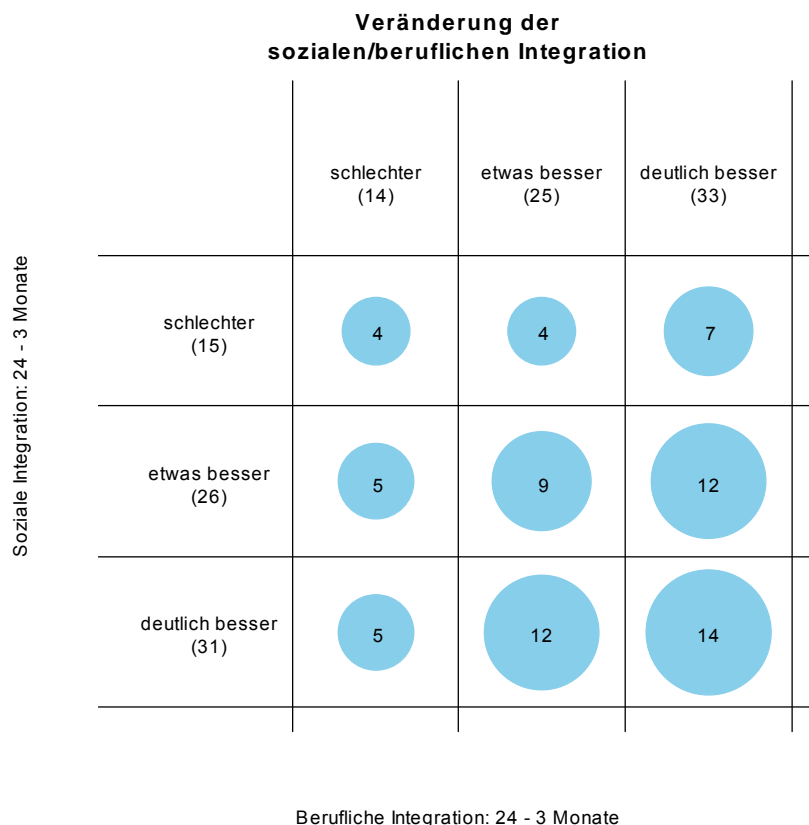 Veränderung der
sozialen/beruflichen Integration
schlechter
(14)
etwas besser
(25)
deutlich besser
(33)
Soziale Integration: 24 - 3 Monate
schlechter
(15)
4
4
7
etwas besser
(26)
5
9
12
deutlich besser
(31)
5
12
14
Berufliche Integration: 24 - 3 Monate